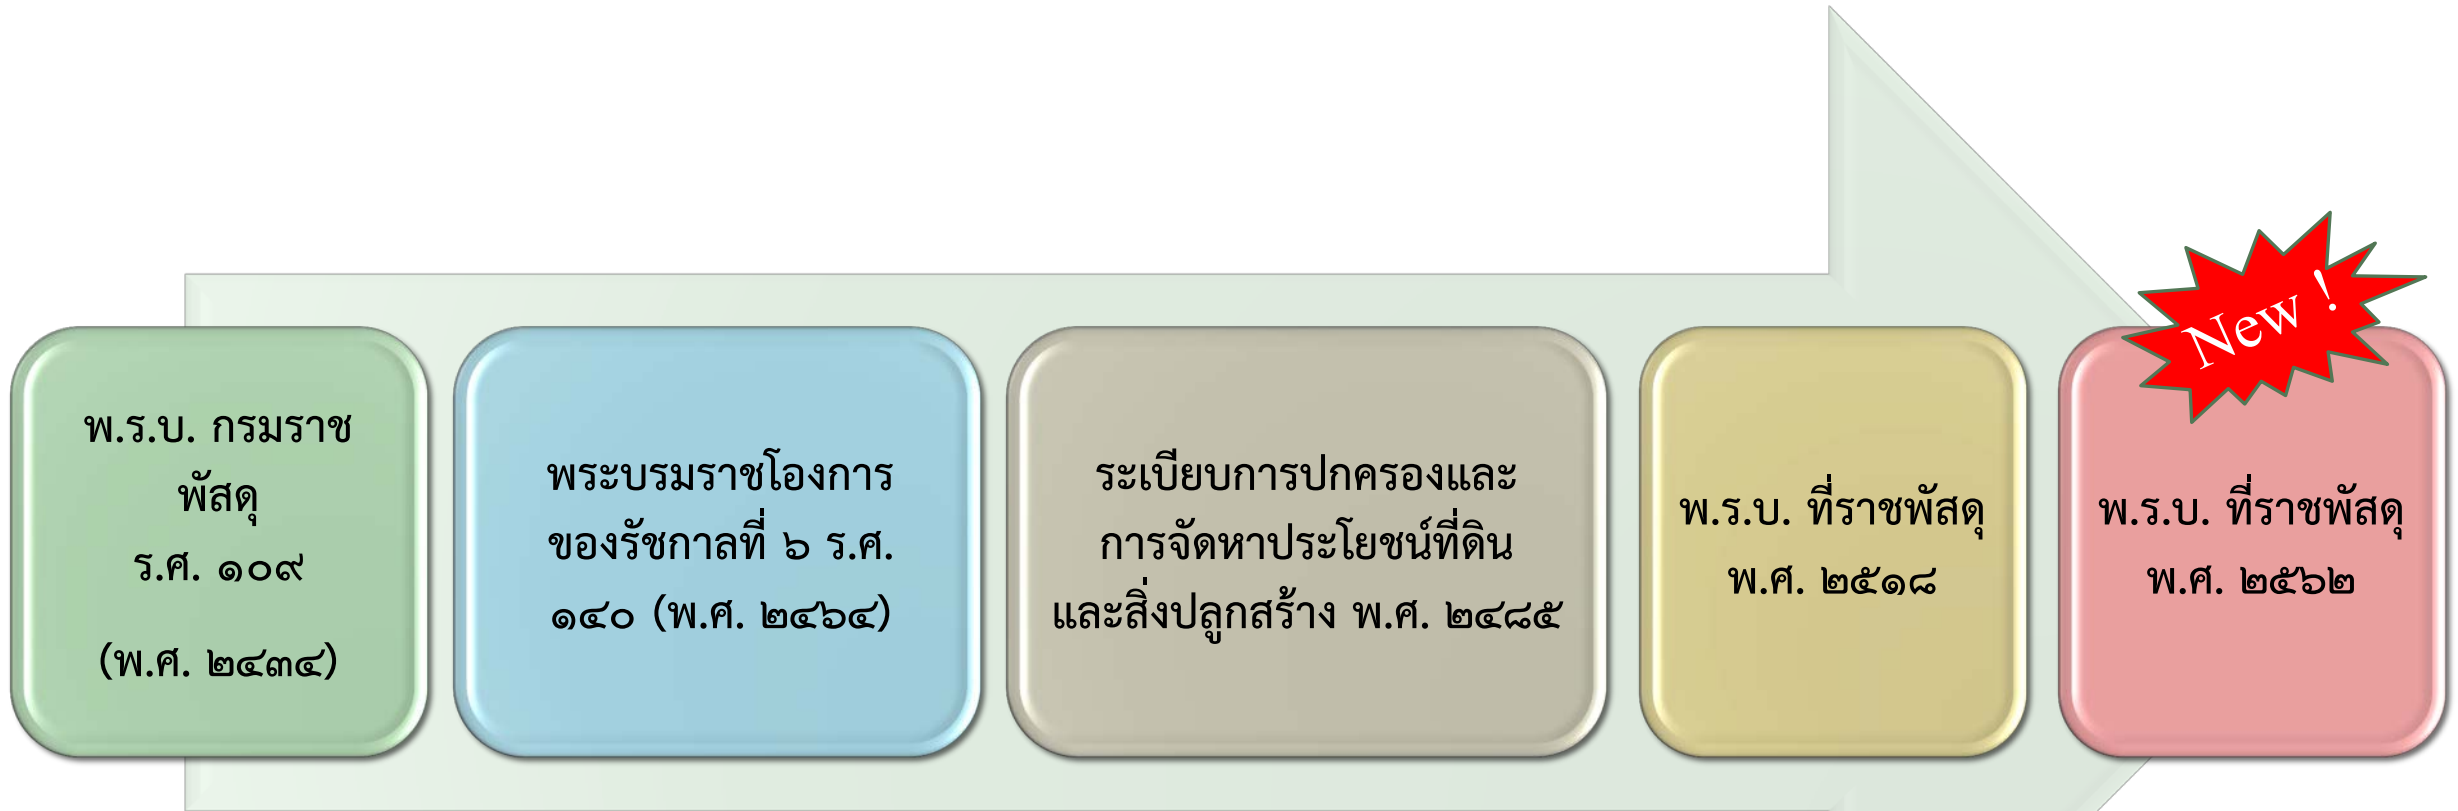 พ.ร.บ. กรมราช
พัสดุ
ร.ศ. ๑๐๙
(พ.ศ. ๒๔๓๔)
พระบรมราชโองการ
ของรัชกาลที่ ๖ ร.ศ.
๑๔๐ (พ.ศ. ๒๔๖๔)
ระเบียบการปกครองและ
การจัดหาประโยชน์ที่ดิน
และสิ่งปลูกสร้าง พ.ศ. ๒๔๘๕
พ.ร.บ. ที่ราชพัสดุ
พ.ศ. ๒๕๑๘
New !
พ.ร.บ. ที่ราชพัสดุ
พ.ศ. ๒๕๖๒